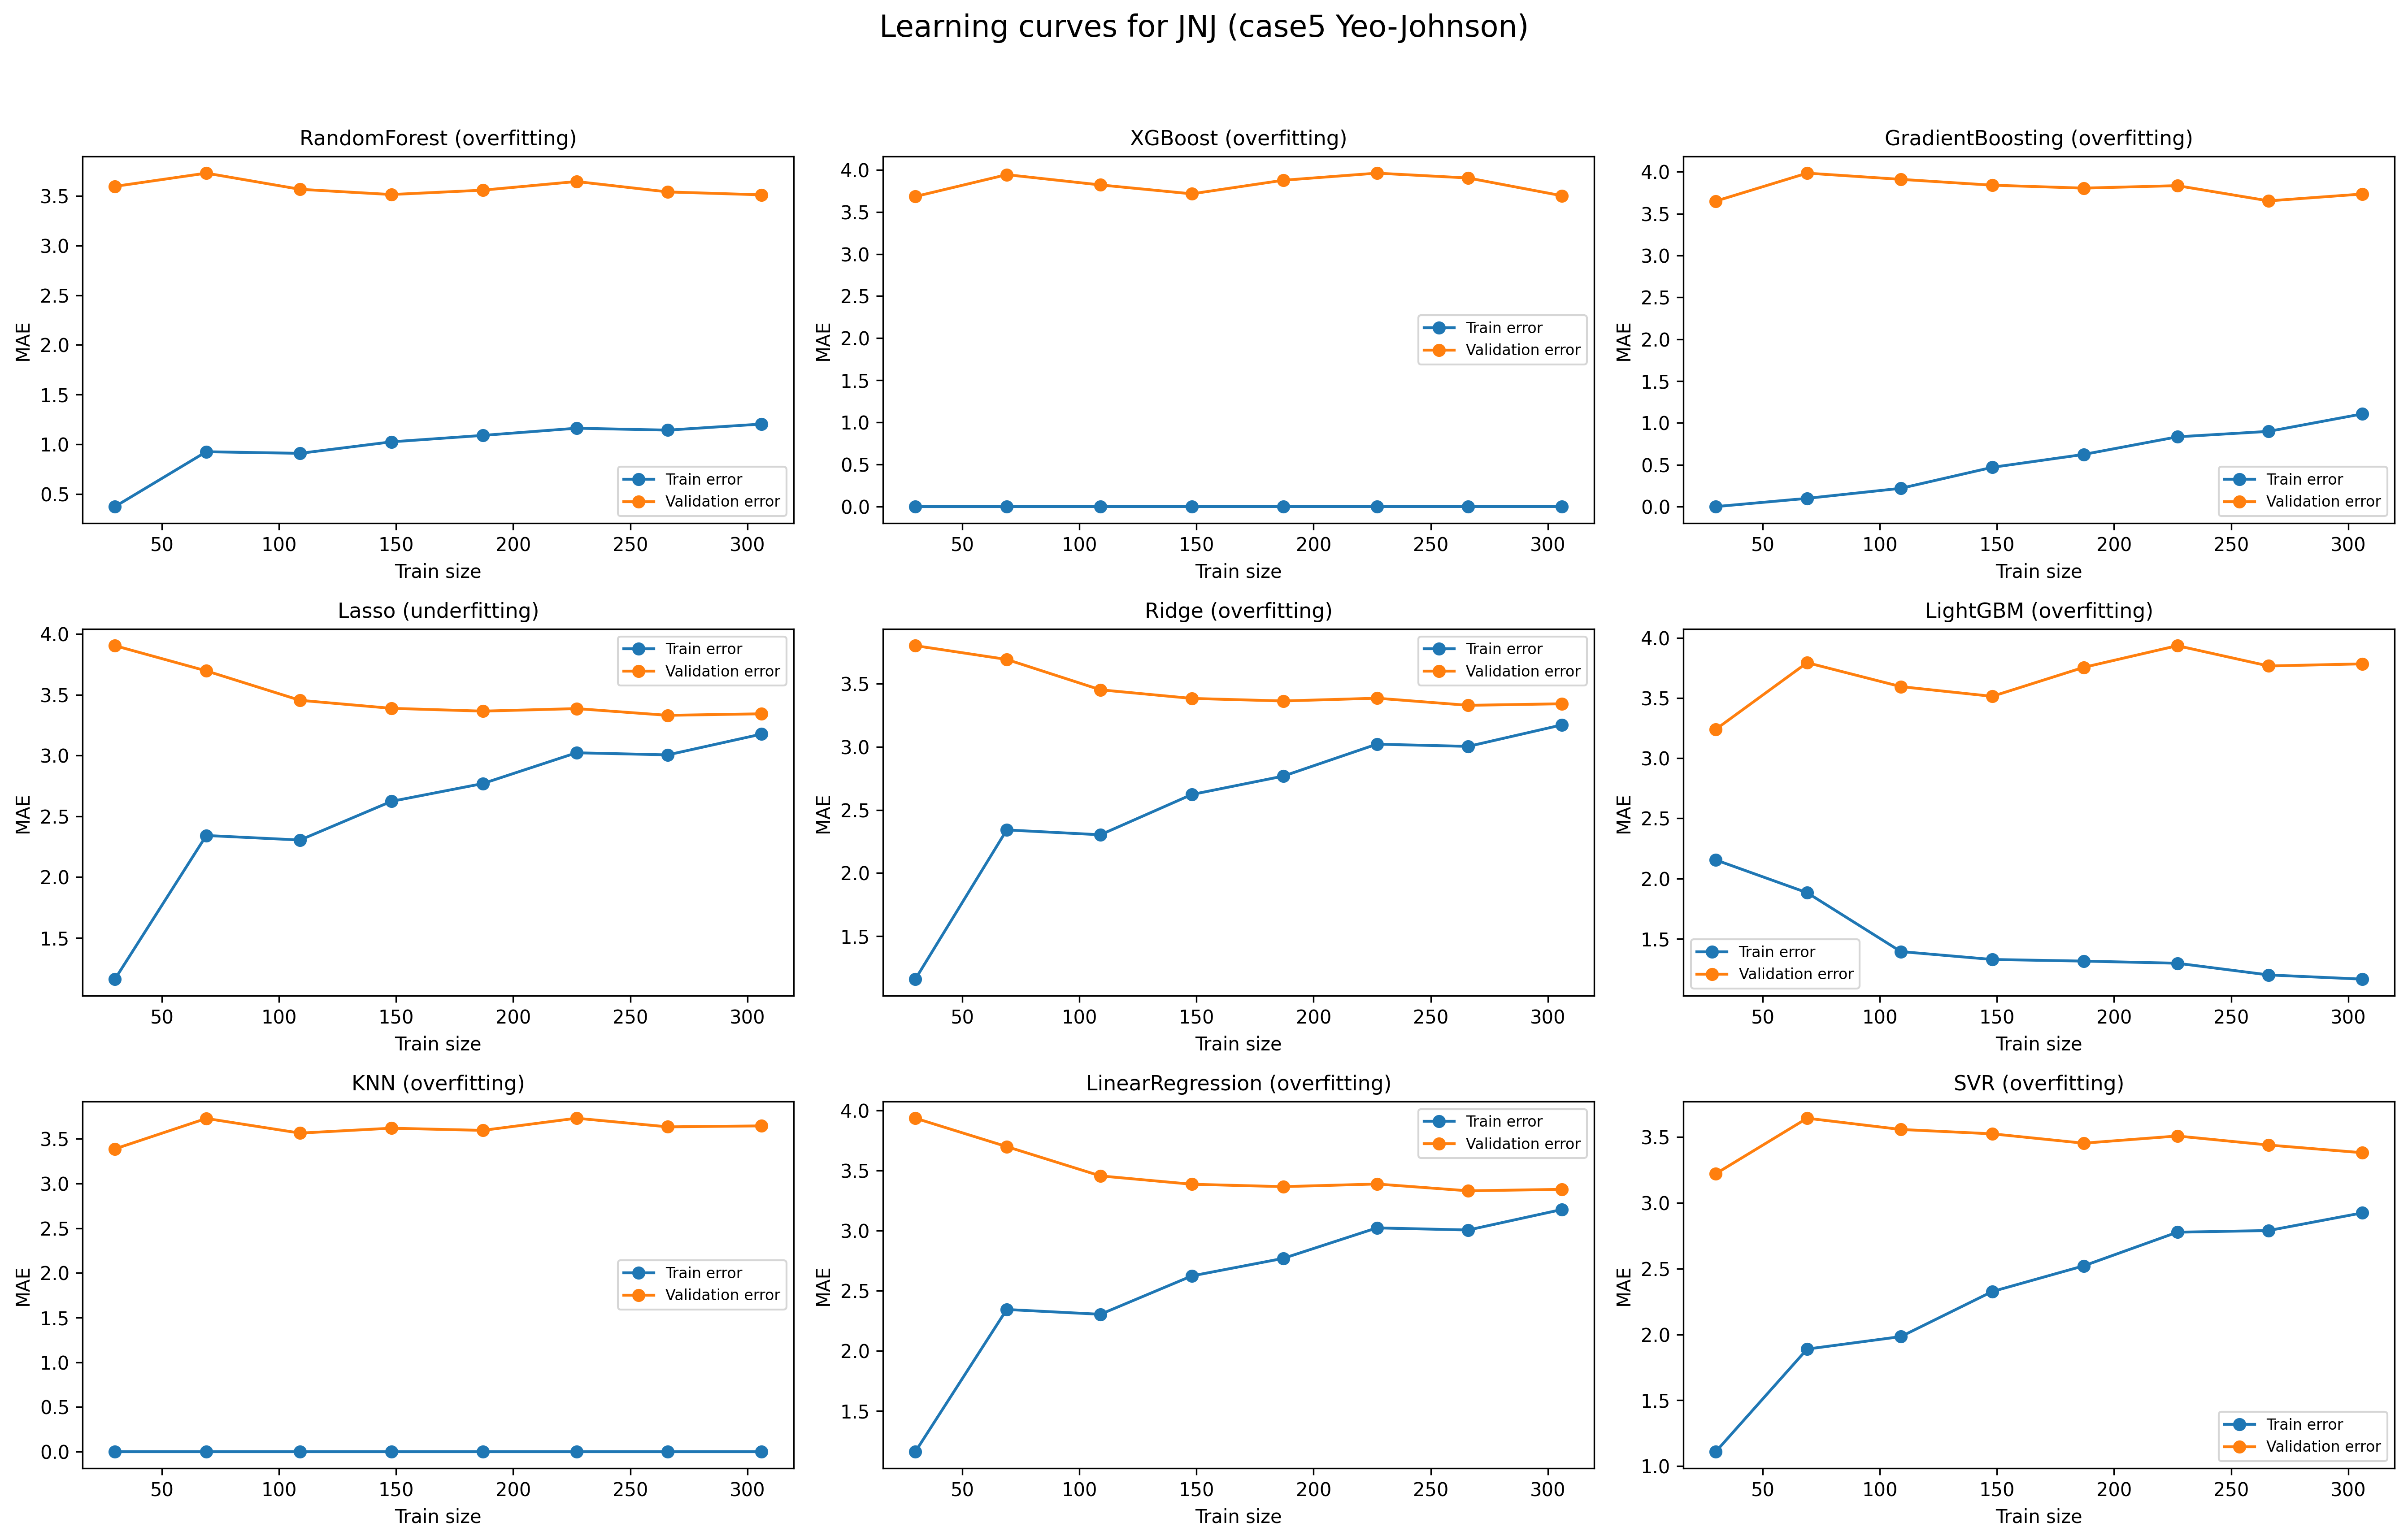 Learning curves for JNJ (case5 Yeo-Johnson)
RandomForest (overfitting)
MAE
3.5
3.0
2.5
2.0
1.5
1.0
0.5
Train error
Validation error
50 100 150 200 250 300
Train size
XGBoost (overfitting)
MAE
4.0
3.5
3.0
2.5
2.0
1.5
1.0
0.5
0.0
Train error
Validation error
50 100 150 200 250 300
Train size
GradientBoosting (overfitting)
MAE
4.0
3.5
3.0
2.5
2.0
1.5
1.0
0.5
0.0
Train error
Validation error
50 100 150 200 250 300
Train size
Lasso (underfitting)
MAE
4.0
3.5
3.0
2.5
2.0
1.5
Train error
Validation error
50 100 150 200 250 300
Train size
Ridge (overfitting)
MAE
3.5
3.0
2.5
2.0
1.5
Train error
Validation error
50 100 150 200 250 300
Train size
LightGBM (overfitting)
MAE
4.0
3.5
3.0
2.5
2.0
1.5
Train error
Validation error
50 100 150 200 250 300
Train size
KNN (overfitting)
MAE
3.5
3.0
2.5
2.0
1.5
1.0
0.5
0.0
Train error
Validation error
50 100 150 200 250 300
Train size
LinearRegression (overfitting)
MAE
4.0
3.5
3.0
2.5
2.0
1.5
Train error
Validation error
50 100 150 200 250 300
Train size
SVR (overfitting)
MAE
3.5
3.0
2.5
2.0
1.5
1.0
Train error
Validation error
50 100 150 200 250 300
Train size